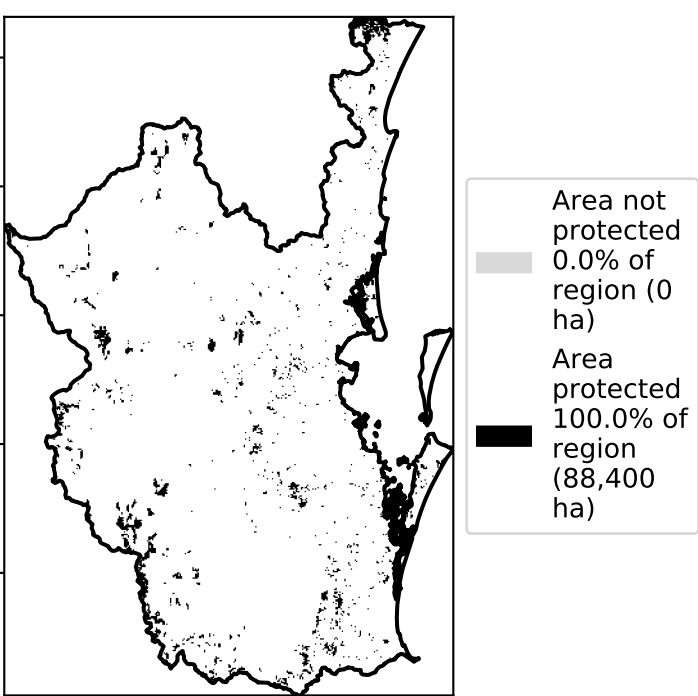 Area not
protected
0.0% of
region (0
ha)
Area
protected
100.0% of
region
(88,400
ha)